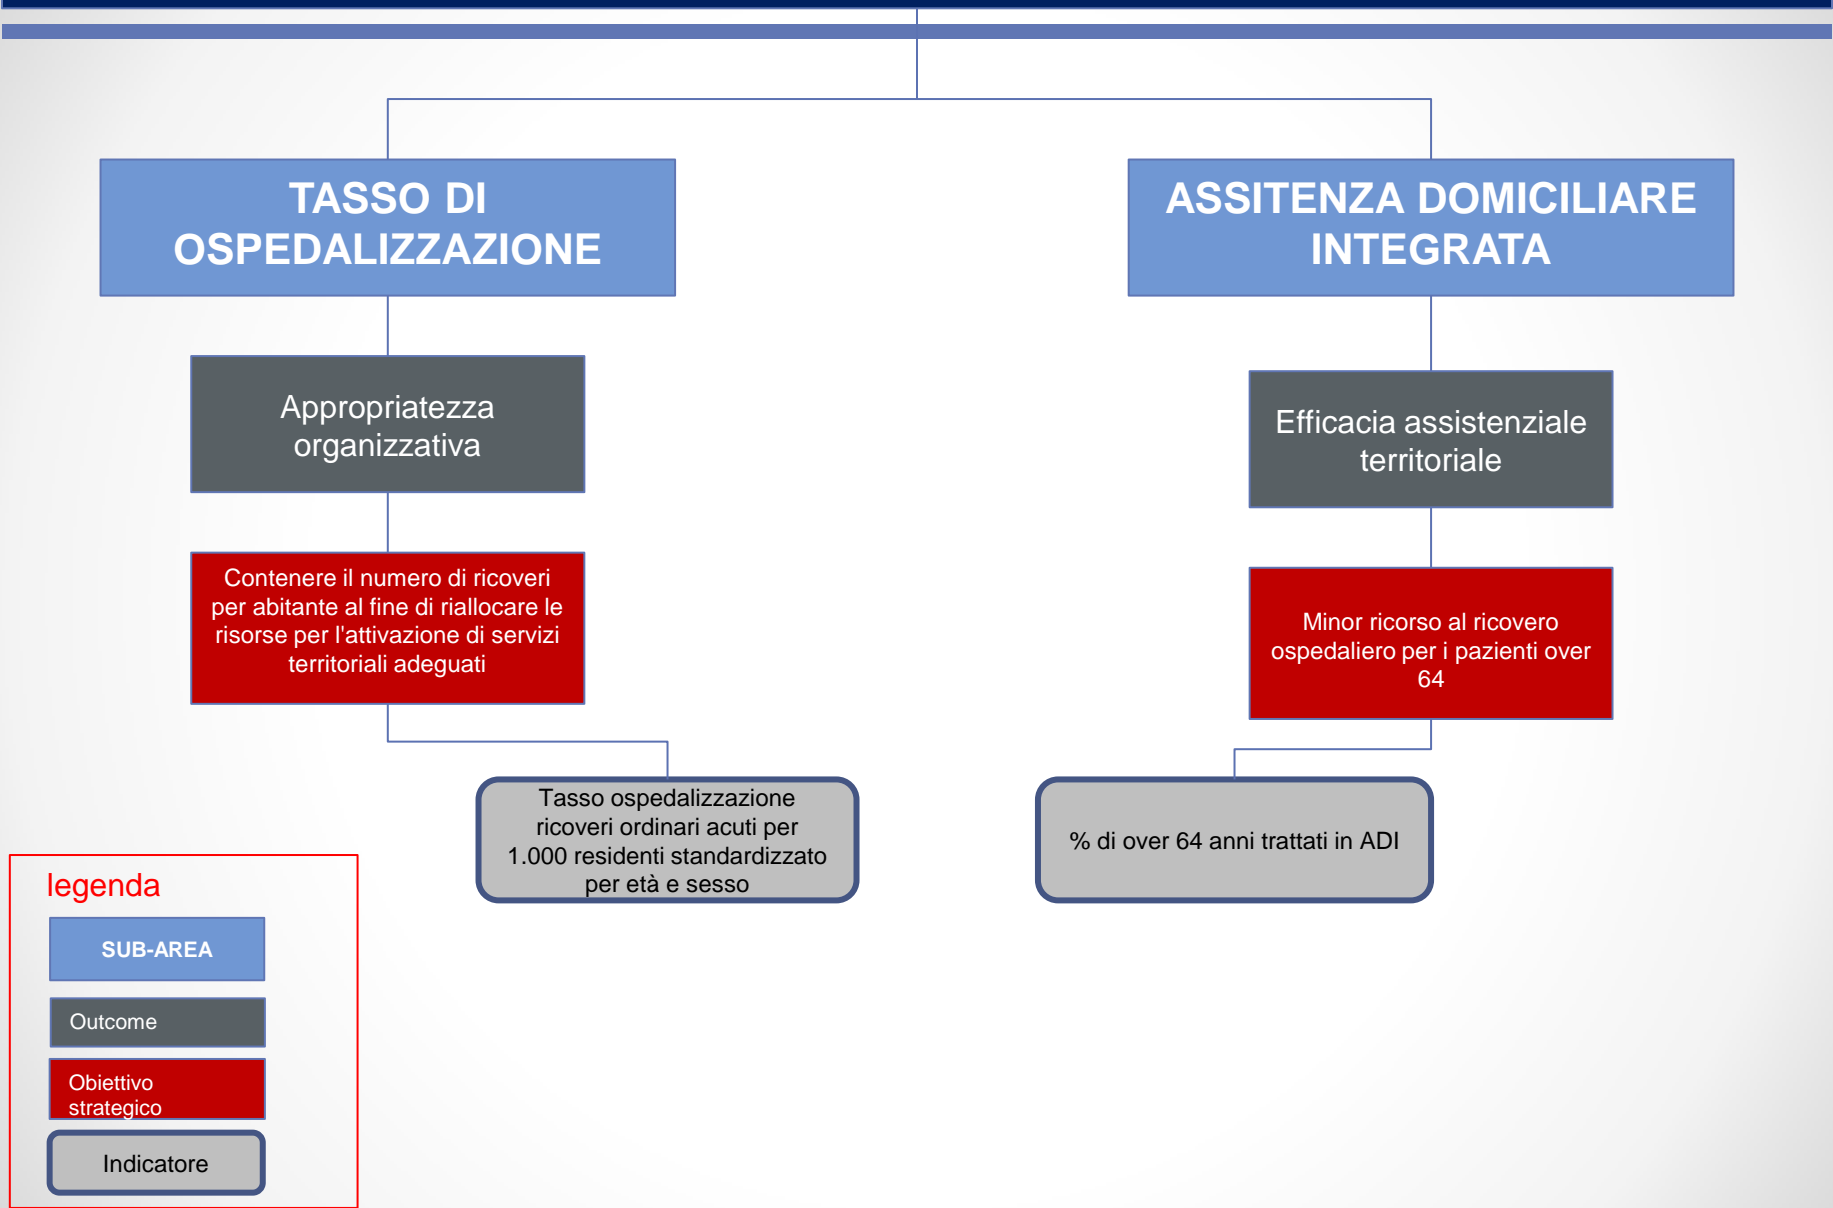 TASSO DI
OSPEDALIZZAZIONE
Appropriatezza
organizzativa
Contenere il numero di ricoveri
per abitante al fine di riallocare le
risorse per l'attivazione di servizi
territoriali adeguati
Tasso ospedalizzazione
ricoveri ordinari acuti per
1.000 residenti standardizzato
per età e sesso
ASSITENZA DOMICILIARE
INTEGRATA
Efficacia assistenziale
territoriale
Minor ricorso al ricovero
ospedaliero per i pazienti over
64
% di over 64 anni trattati in ADI
legenda
SUB-AREA
Outcome
Obiettivo
strategico
Indicatore